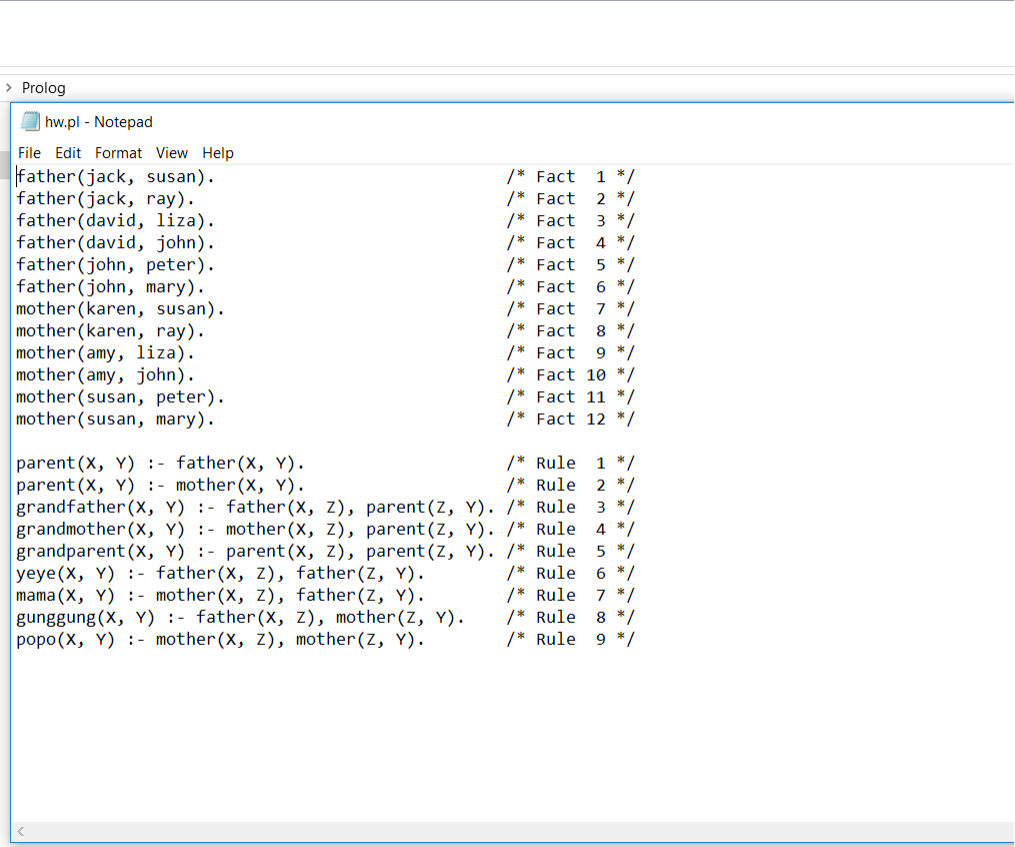 Prolog
hw.pl - Notepad
File Edit Format View Help
father(jack, susan). /* Fact 1 */
father(jack, ray). /* Fact 2 */
father(david, liza). /* Fact 3 */
father(david, john). /* Fact 4 */
father(john, peter). /* Fact 5 */
father(john, mary). /* Fact 6 */
mother(karen, susan). /* Fact 7 */
mother(karen, ray). /* Fact 8 */
mother(amy, liza). /* Fact 9 */
mother(amy, john). /* Fact 10 */
mother(susan, peter). /* Fact 11 */
mother(susan, mary). /* Fact 12 */
parent(X, Y) :- father(X, Y). /* Rule 1 */
parent(X, Y) :- mother(X, Y). /* Rule 2 */
grandfather(X, Y) :- father(X, Z), parent(Z, Y). /* Rule 3 */
grandmother(X, Y) :- mother(X, Z), parent(Z, Y). /* Rule 4 */
grandparent(X, Y) :- parent(X, Z), parent(Z, Y). /* Rule 5 */
yeye(X, Y) :- father(X, Z), father(Z, Y). /* Rule 6 */
mama(X, Y) :- mother(X, Z), father(Z, Y). /* Rule 7 */
gunggung(X, Y) :- father(X, Z), mother(Z, Y). /* Rule 8 */
popo(X, Y) :- mother(X, Z), mother(Z, Y). /* Rule 9 */